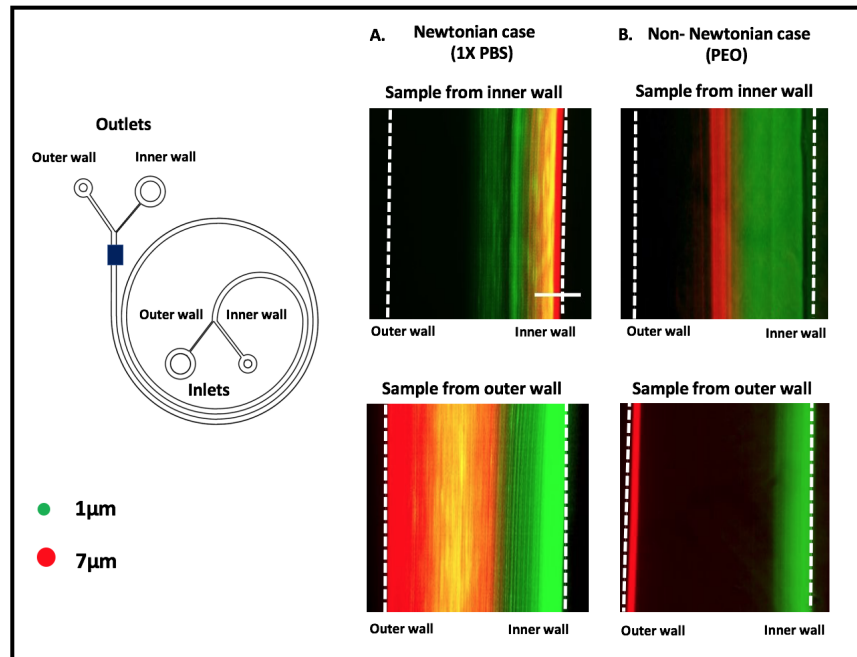 A. Newtonian case
(1X PBS)
B. Non- Newtonian case
(PEO)
Sample from inner wall
Sample from inner wall
Outlets
Outer wall
Inner wall
Outer wall
Inner wall
Inlets
Outer wall
Inner wall
Outer wall
Inner wall
Sample from outer wall
Sample from outer wall
1µm
7µm
Outer wall
Inner wall
Outer wall
Inner wall